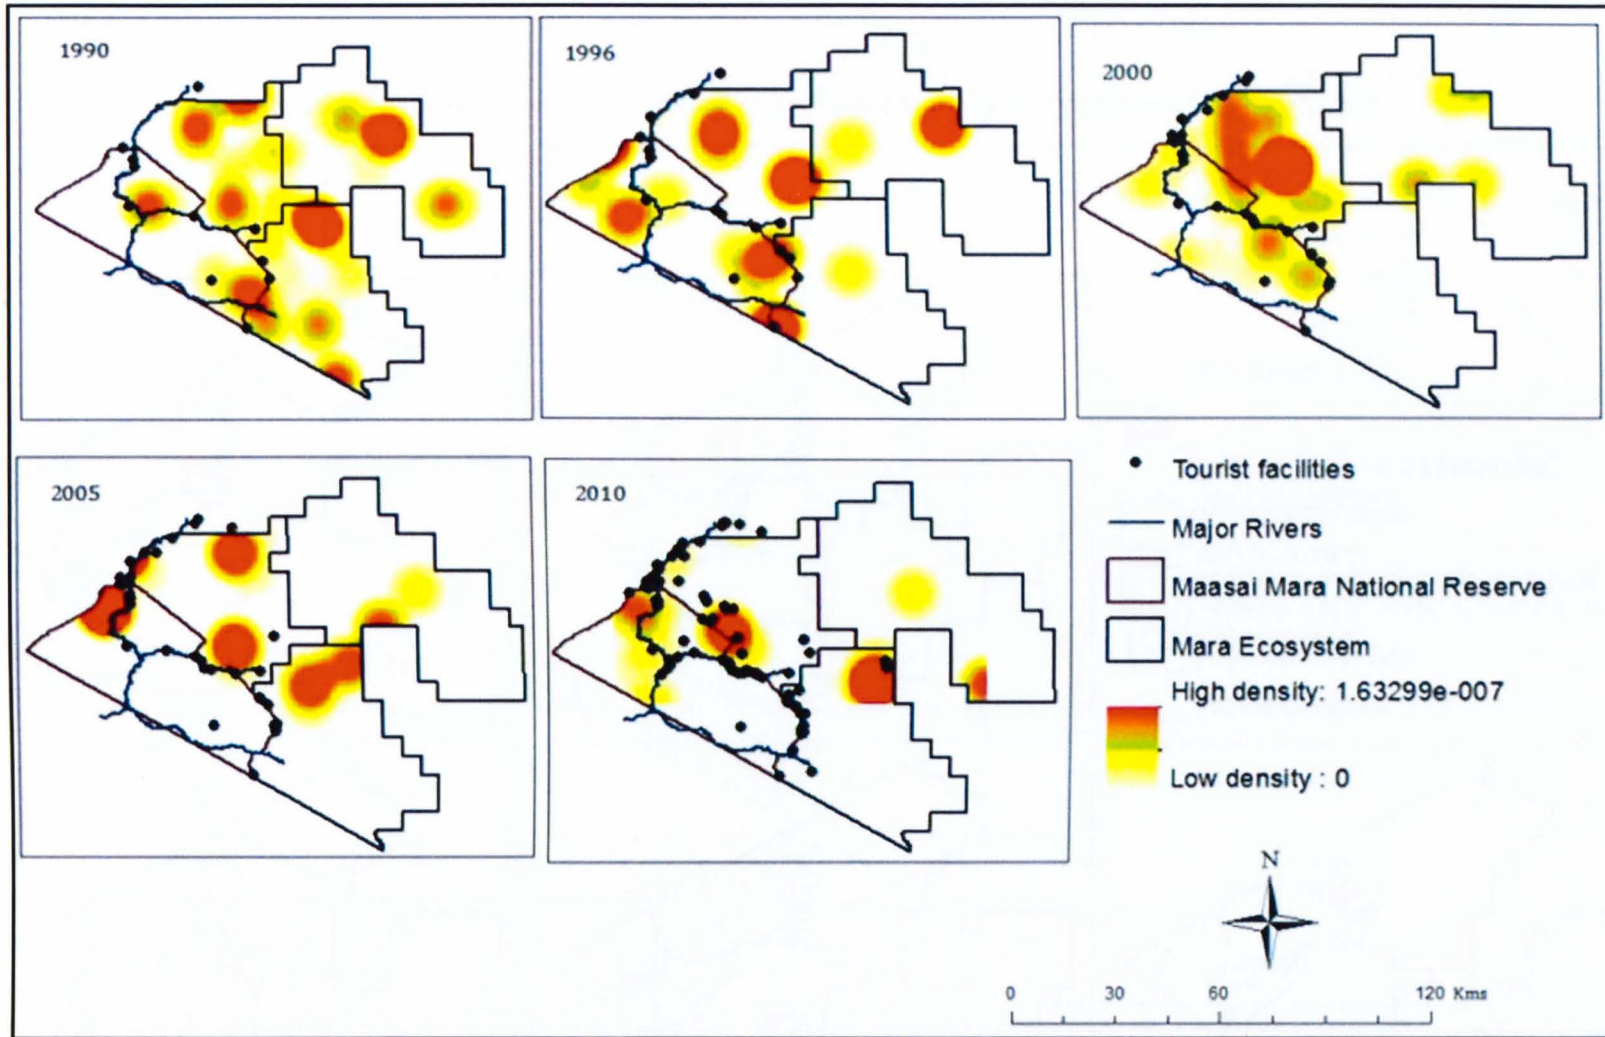 1990
1996
2000
2005
2010
Tourist facilities
Major Rivers
Maasai Mara National Reserve
Mara Ecosystem
High density: 1.63299e-007
Low density : 0
N
0 30 60 120 Kms